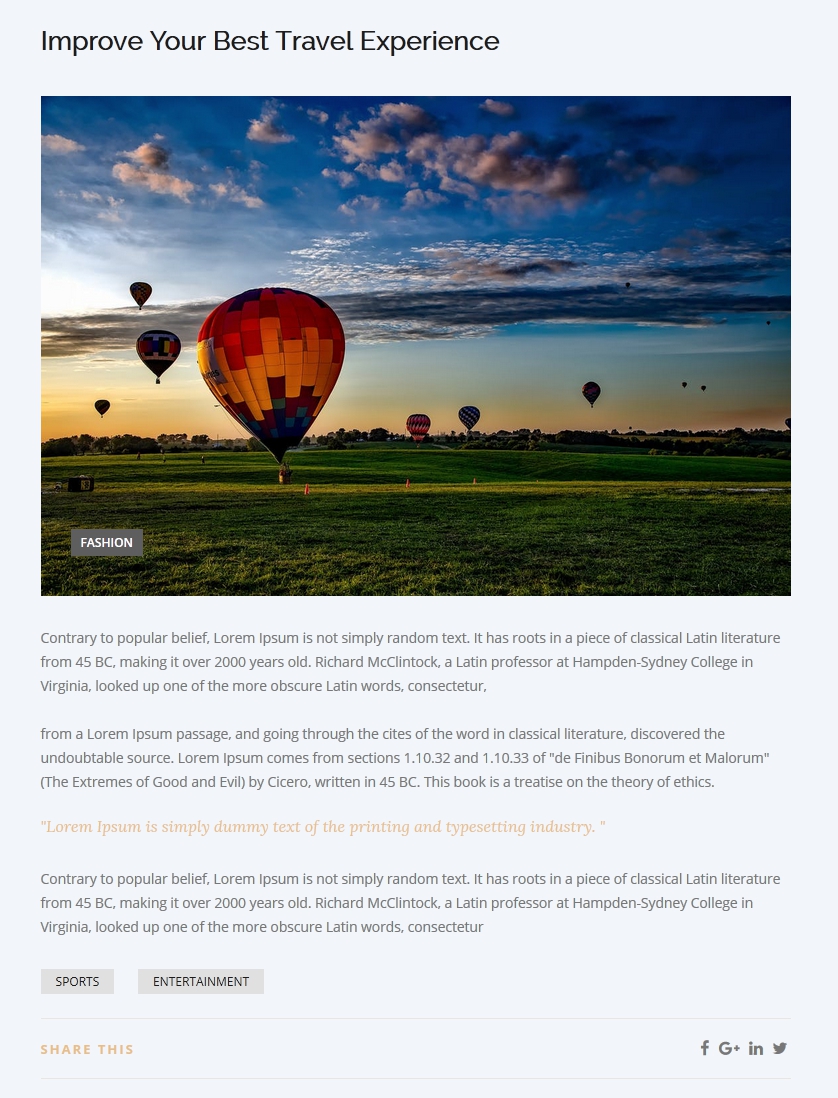 Improve Your Best Travel Experience
FASHION
Contrary to popular belief, Lorem Ipsum is not simply random text. It has roots in a piece of classical Latin literature
from 45 BC, making it over 2000 years old. Richard McClintock, a Latin professor at Hampden-Sydney College in
Virginia, looked up one of the more obscure Latin words, consectetur,
from a Lorem Ipsum passage, and going through the cites of the word in classical literature, discovered the
undoubtable source. Lorem Ipsum comes from sections 1.10.32 and 1.10.33 of "de Finibus Bonorum et Malorum"
(The Extremes of Good and Evil) by Cicero, written in 45 BC. This book is a treatise on the theory of ethics.
"Lorem Ipsum is simply dummy text of the printing and typesetting industry. "
Contrary to popular belief, Lorem Ipsum is not simply random text. It has roots in a piece of classical Latin literature
from 45 BC, making it over 2000 years old. Richard McClintock, a Latin professor at Hampden-Sydney College in
Virginia, looked up one of the more obscure Latin words, consectetur
SPORTS ENTERTAINMENT
SHARE THIS